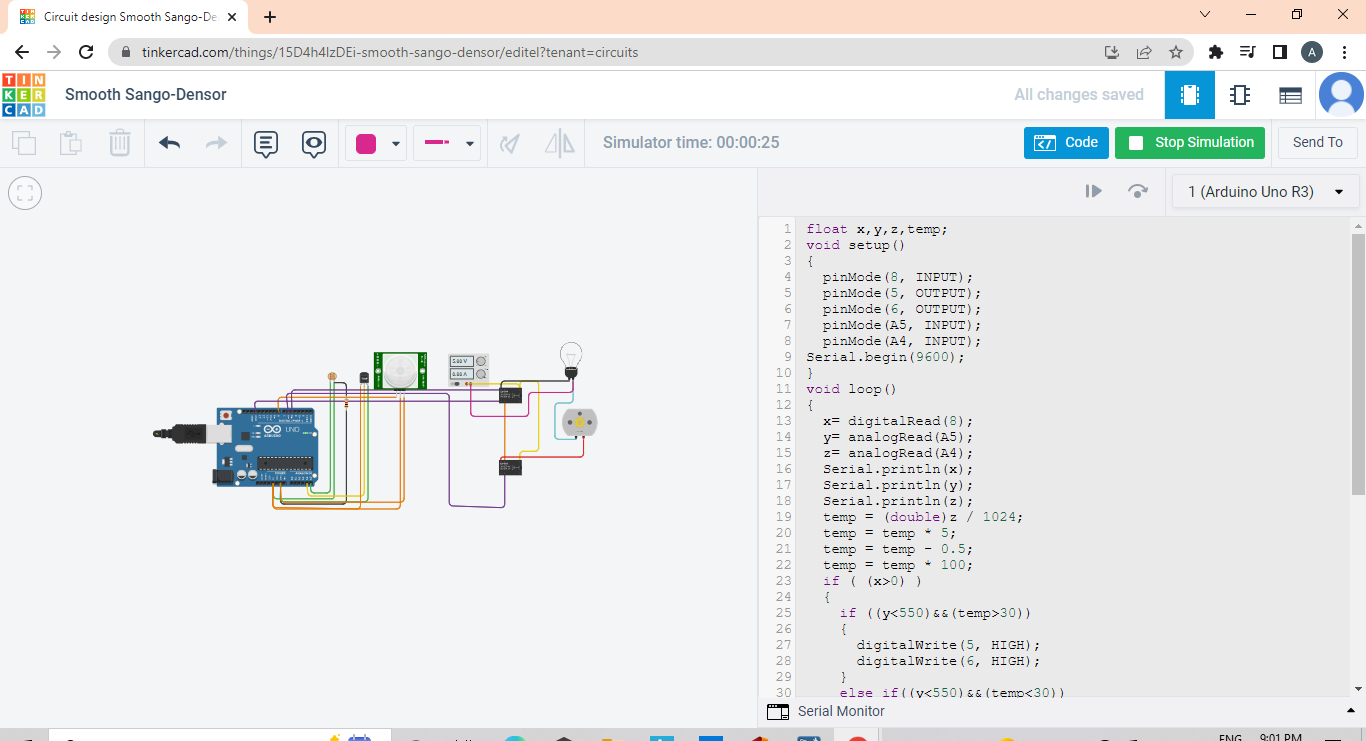 Circuit design Smooth Sango-De
tinkercad.com/things/15D4h4lzDEi-smooth-sango-densor/editel?tenant=circuits
A
TIN
KER
CAD
Smooth Sango-Densor
All changes saved
Simulator time: 00:00:25
Code
Stop Simulation
Send To
1 (Arduino Uno R3)
1 float x,y,z,temp;
2 void setup()
3 {
4 pinMode(8, INPUT);
5 pinMode(5, OUTPUT);
6 pinMode(6, OUTPUT);
7 pinMode(A5, INPUT);
8 pinMode(A4, INPUT);
9 Serial.begin(9600);
10 }
11 void loop()
12 {
13 x= digitalRead(8);
14 y= analogRead(A5);
15 z= analogRead(A4);
16 Serial.println(x);
17 Serial.println(y);
18 Serial.println(z);
19 temp = (double)z / 1024;
20 temp = temp * 5;
21 temp = temp - 0.5;
22 temp = temp * 100;
23 if ( (x>0) )
24 {
25 if ((y<550)&&(temp>30))
26 {
27 digitalWrite(5, HIGH);
28 digitalWrite(6, HIGH);
29 }
30 else if((y<550)&&(temp<30))
5.00 V
0.00 A
UNO
ARDUINO
Serial Monitor
ENG
9:01 PM